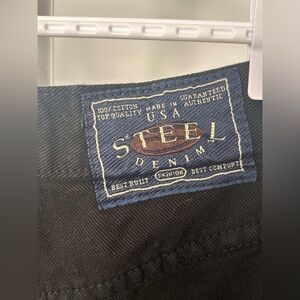 100% COTTON MADE IN GUARANTEED
TOP QUALITY USA AUTHENTIC
STEEL
DENIM
FASHION
BEST BUILT BEST COMFORT